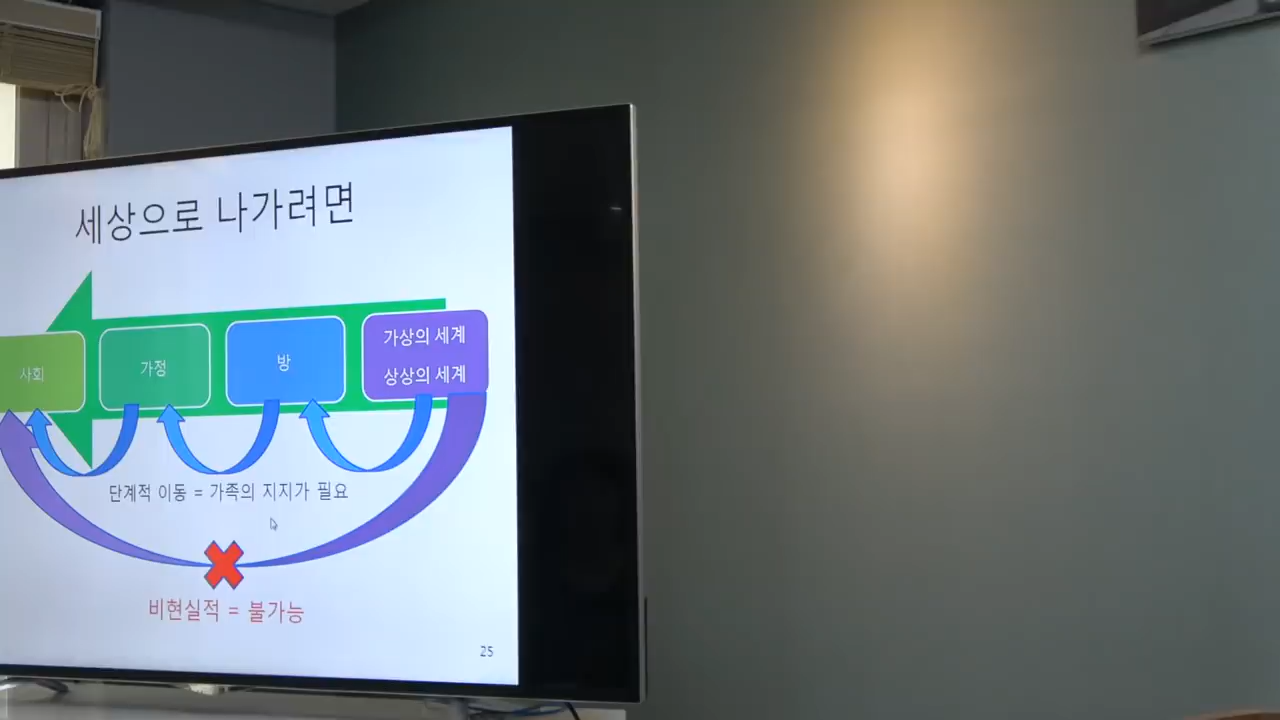 세상으로 나가려면
사회
가정
방
가상의 세계
상상의 세계
단계적 이동 = 가족의 지지가 필요
비현실적 = 불가능
25